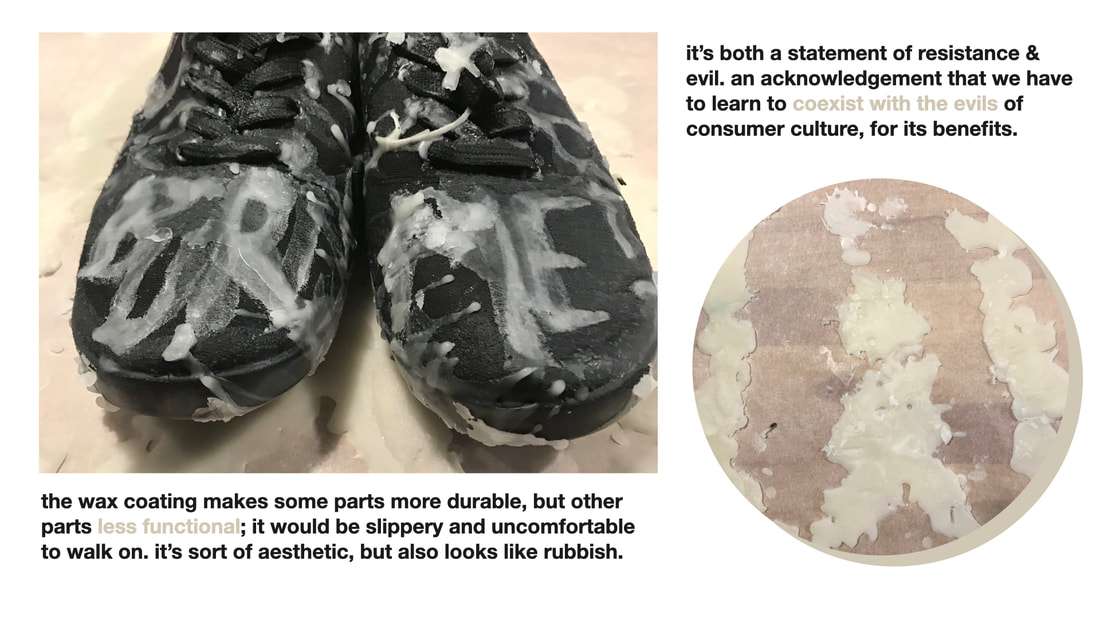 it's both a statement of resistance &
evil. an acknowledgement that we have
to learn to coexist with the evils of
consumer culture, for its benefits.
the wax coating makes some parts more durable, but other
parts less functional; it would be slippery and uncomfortable
to walk on. it's sort of aesthetic, but also looks like rubbish.